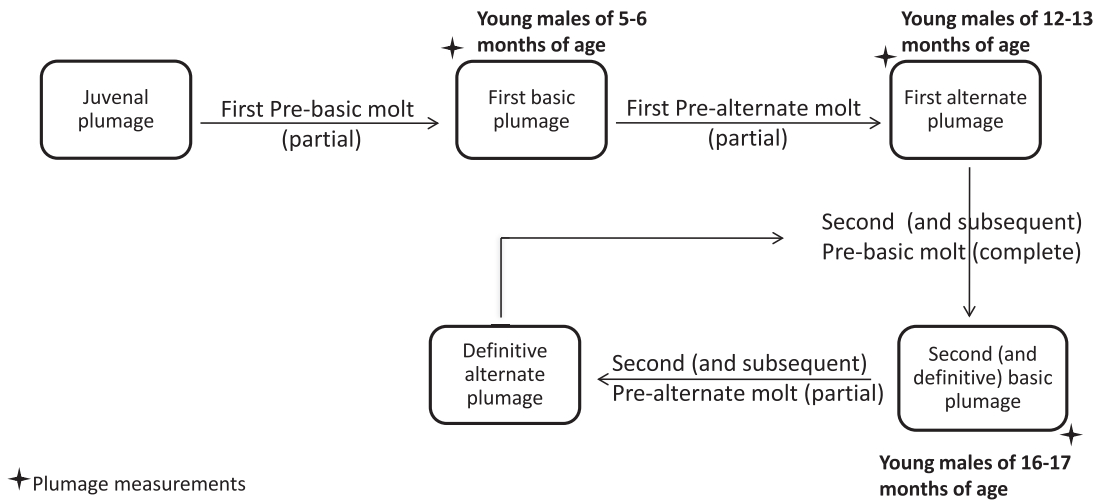 Young males of 5-6
months of age
Young males of 12-13
months of age
Juvenal
plumage
First Pre-basic molt
(partial)
First basic
plumage
First Pre-alternate molt
(partial)
First alternate
plumage
Second (and subsequent)
Pre-basic molt (complete)
Definitive
alternate
plumage
Second (and subsequent)
Pre-alternate molt (partial)
Second (and
definitive) basic
plumage
Young males of 16-17
months of age
Plumage measurements